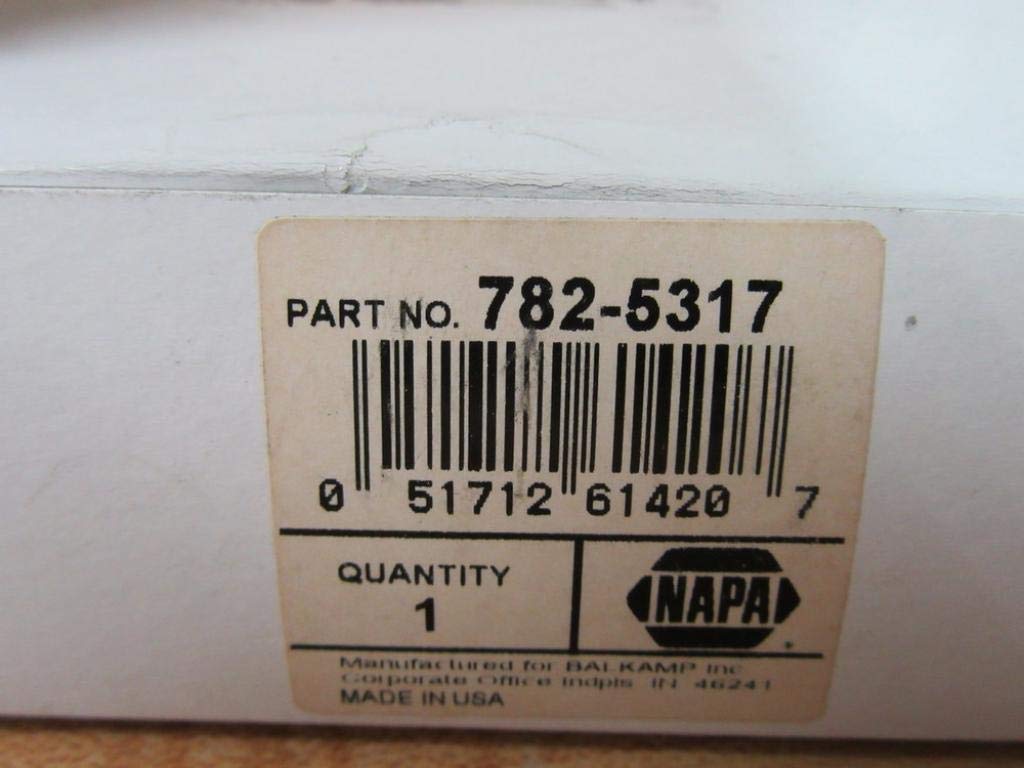 PART NO. 782-5317
0 51712 61420 7
QUANTITY
1
NAPA
Manufactured for BALKAMP Inc
Corporate Office Indpls IN 46241
MADE IN USA